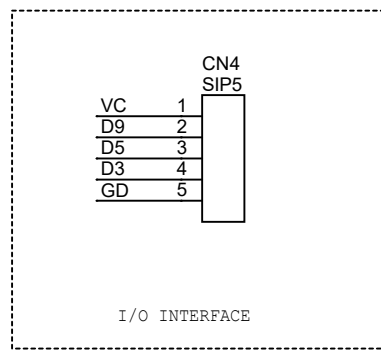 CN4
SIP5
VC 1
D9 2
D5 3
D3 4
GD 5
I/O INTERFACE